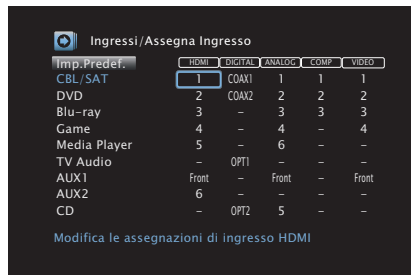 Ingressi/Assegna Ingresso
Imp.Predef. HDMI DIGITAL ANALOG COMP VIDEO
CBL/SAT 1 COAX1 1 1 1
DVD 2 COAX2 2 2 2
Blu-ray 3 – 3 3 3
Game 4 – 4 – 4
Media Player 5 – 6 – –
TV Audio – OPT1 – – –
AUX1 Front – Front – Front
AUX2 6 – – – –
CD – OPT2 5 – –
Modifica le assegnazioni di ingresso HDMI